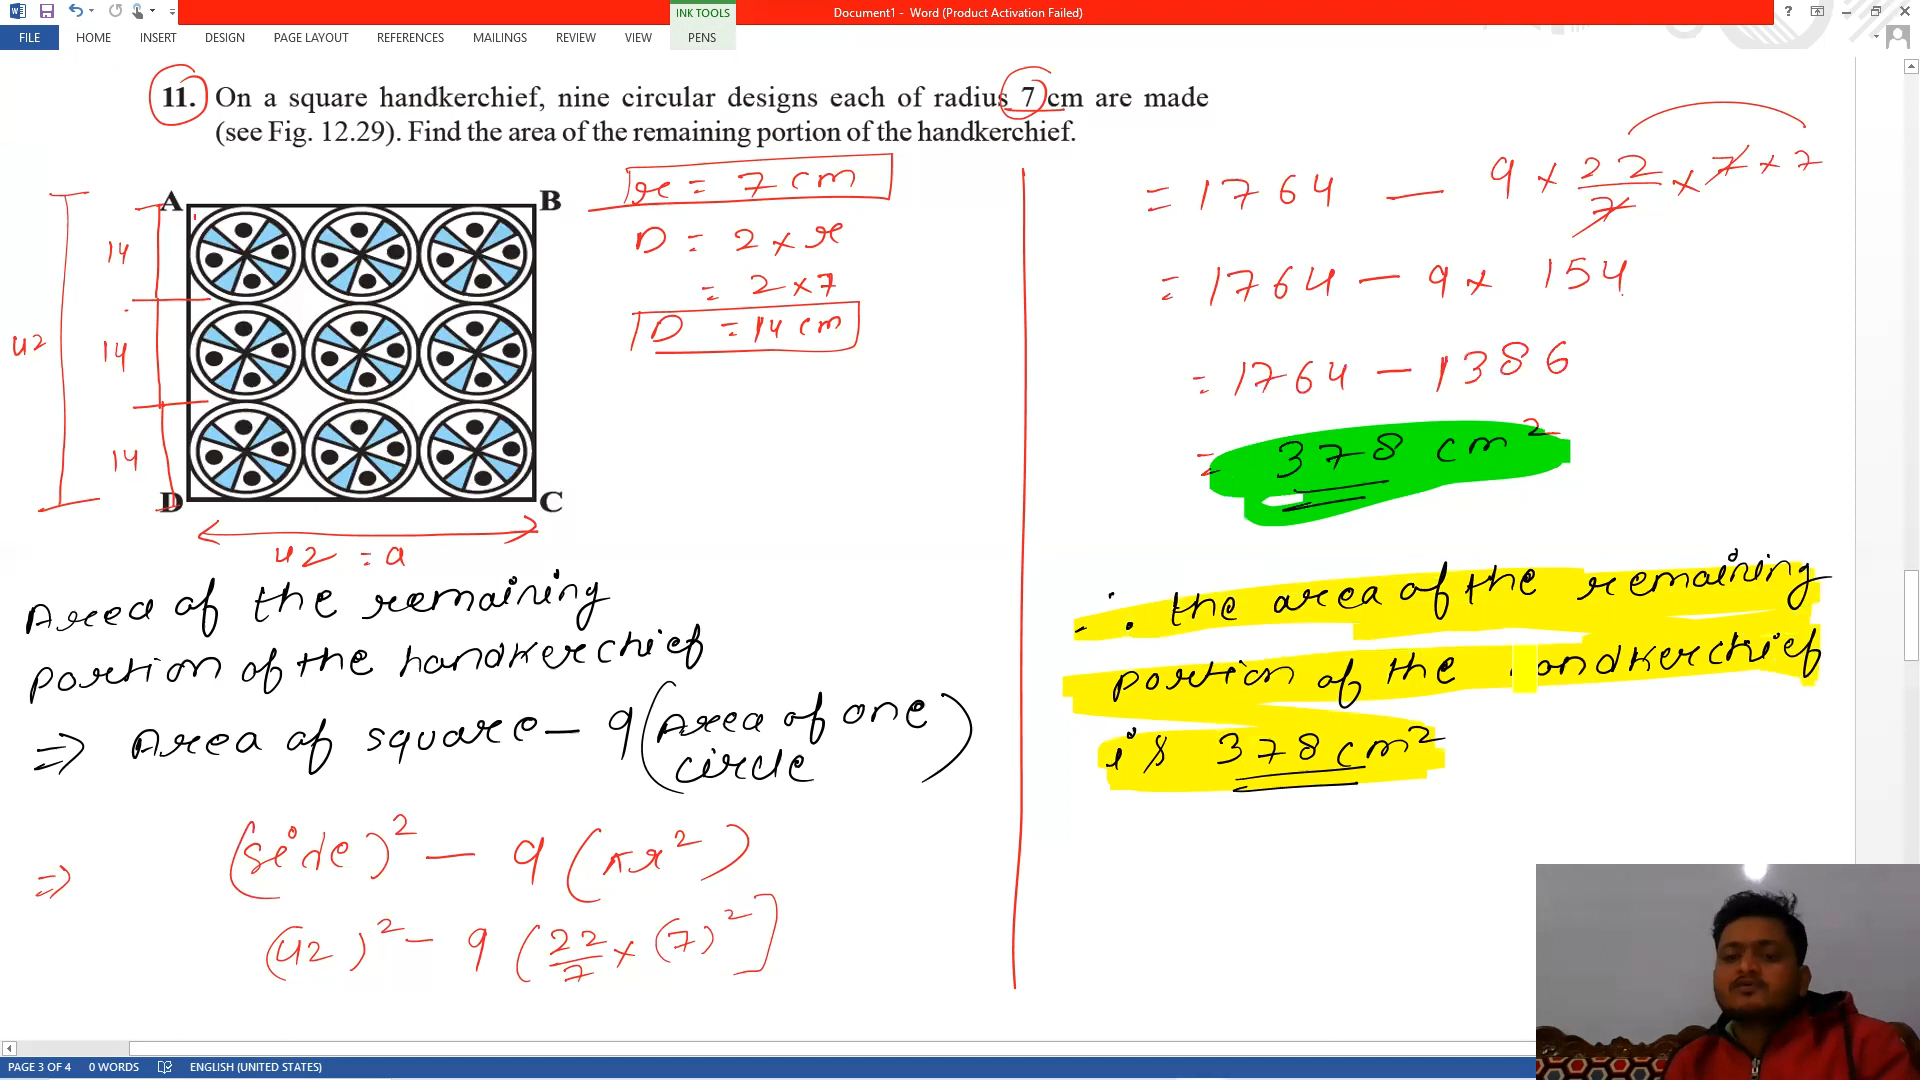 INK TOOLS
Document1 - Word (Product Activation Failed)
FILE HOME INSERT DESIGN PAGE LAYOUT REFERENCES MAILINGS REVIEW VIEW PENS
11. On a square handkerchief, nine circular designs each of radius 7 cm are made
(see Fig. 12.29). Find the area of the remaining portion of the handkerchief.
A B
D C
14
14
14
42
42 = a
r = 7 cm
D = 2 × r
= 2 × 7
D = 14 cm
Area of the remaining
portion of the handkerchief
⇒ Area of square – 9 (Area of one
circle)
⇒ (side)² – 9 (πr²)
(42)² – 9 (22/7 × (7)²]
= 1764 – 9 × 22/7 × 7 × 7
= 1764 – 9 × 154
= 1764 – 1386
= 378 cm²
∴ the area of the remaining
portion of the handkerchief
is 378 cm²
PAGE 3 OF 4 0 WORDS ENGLISH (UNITED STATES)